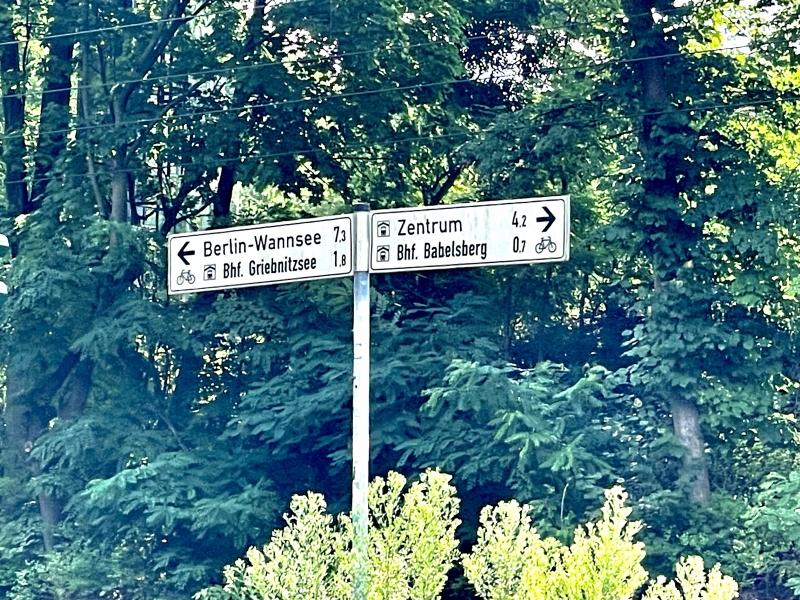 Berlin-Wannsee 7,3
Bhf. Griebnitzsee 1,8
Zentrum 4,2
Bhf. Babelsberg 0,7